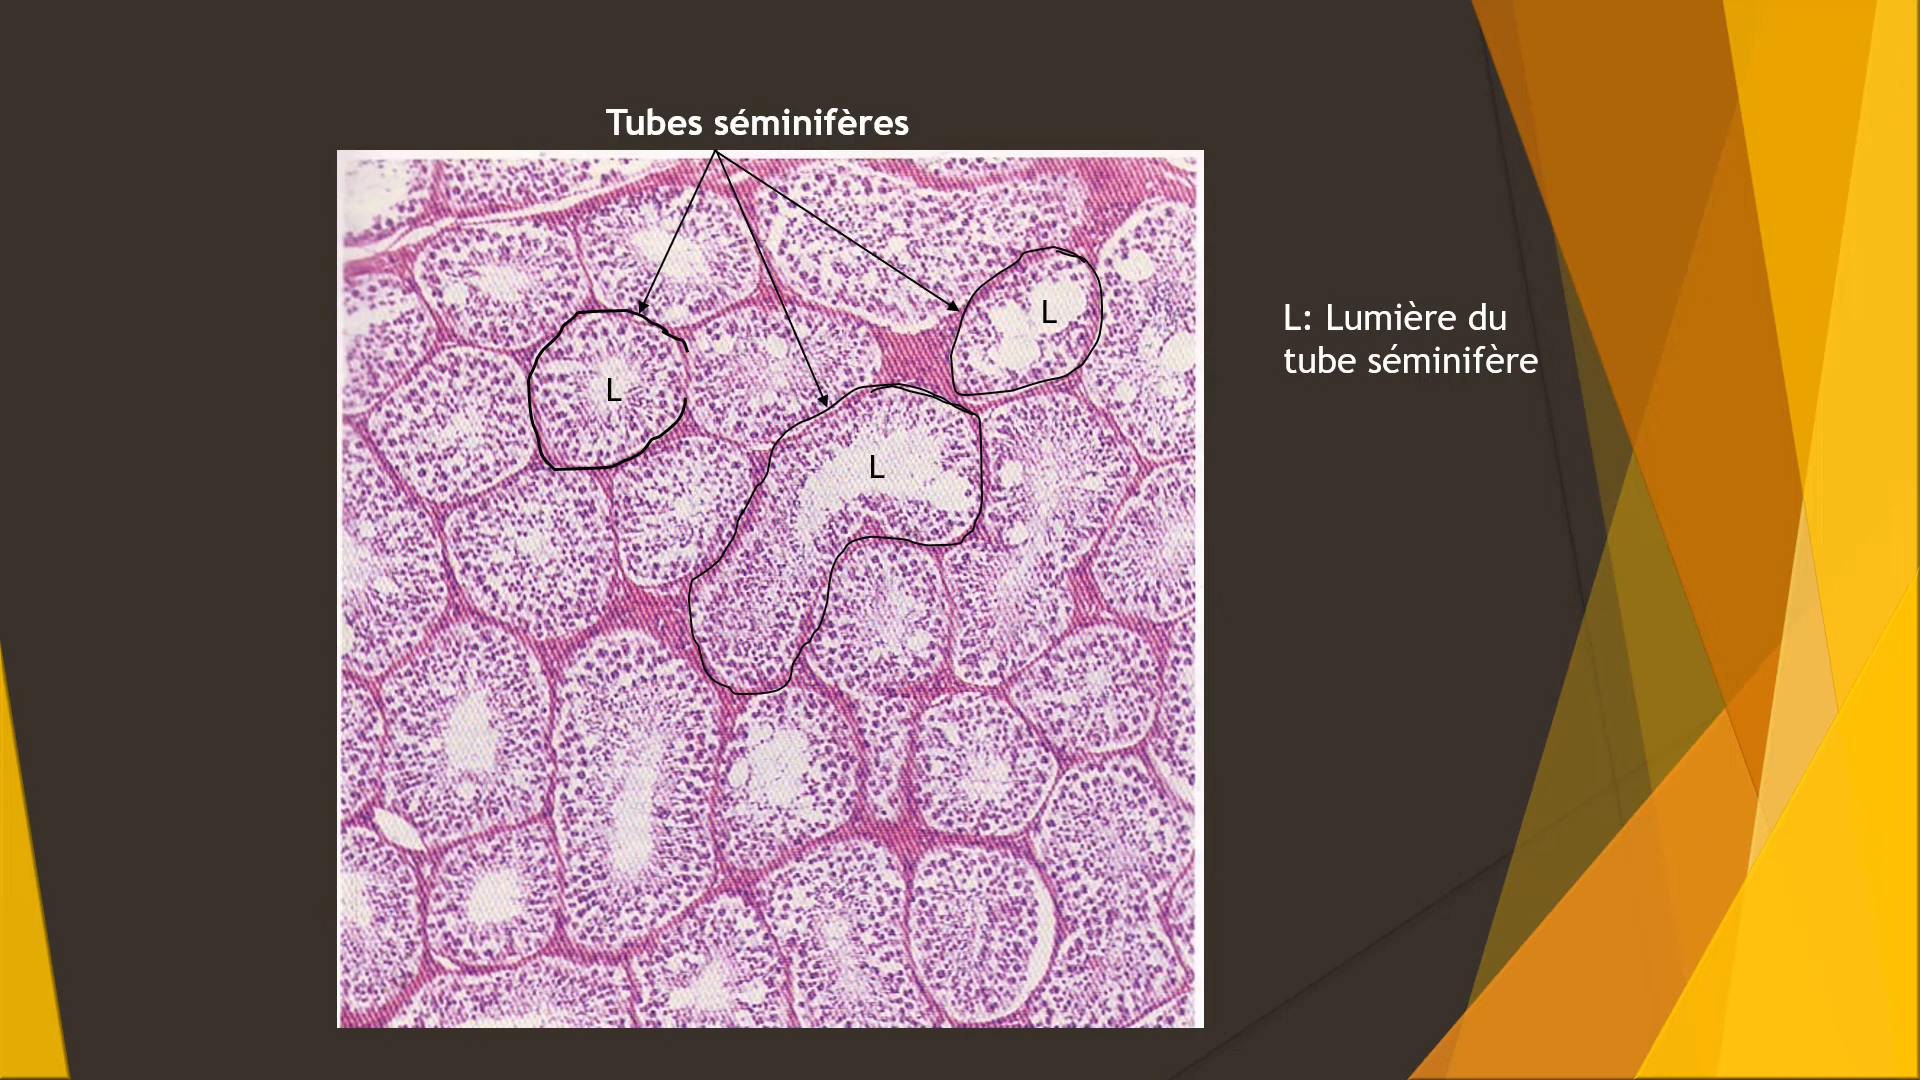 Tubes séminifères
L
L
L
L: Lumière du
tube séminifère